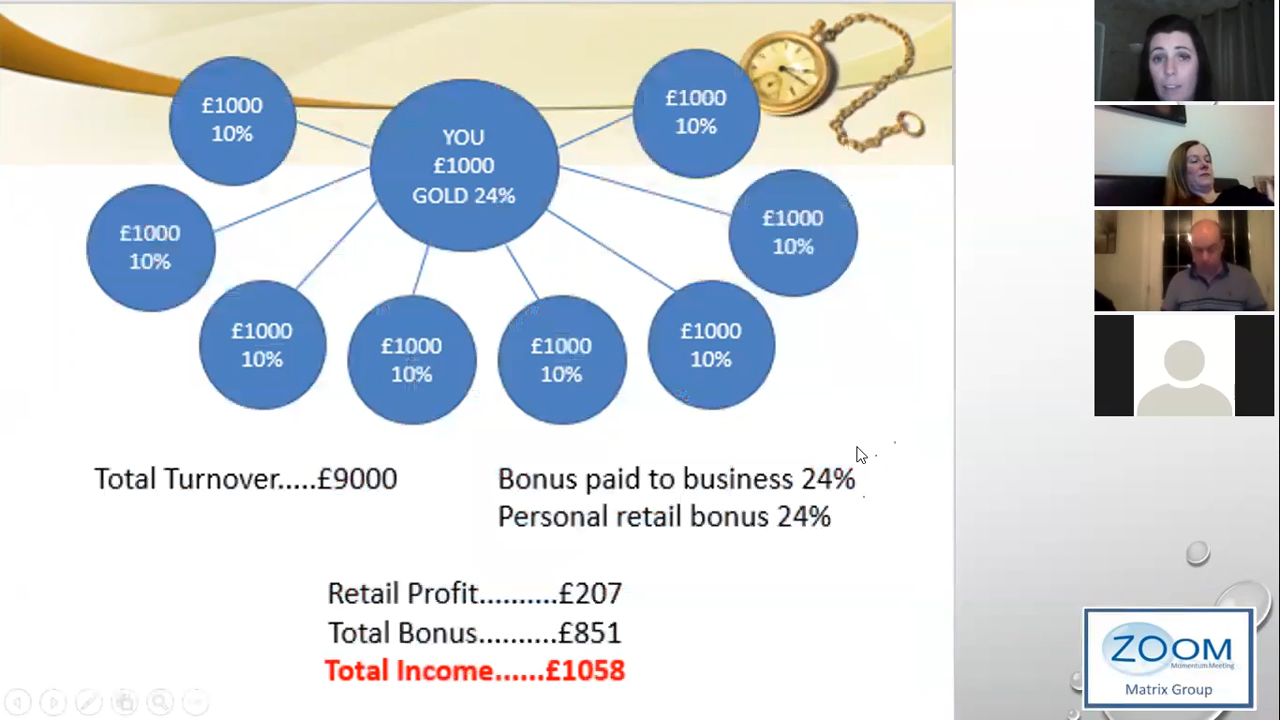 £1000
10%
YOU
£1000
GOLD 24%
£1000
10%
£1000
10%
£1000
10%
£1000
10%
£1000
10%
£1000
10%
£1000
10%
Total Turnover.....£9000
Bonus paid to business 24%
Personal retail bonus 24%
Retail Profit..........£207
Total Bonus..........£851
Total Income......£1058
ZOOM
Momentum Meeting
Matrix Group